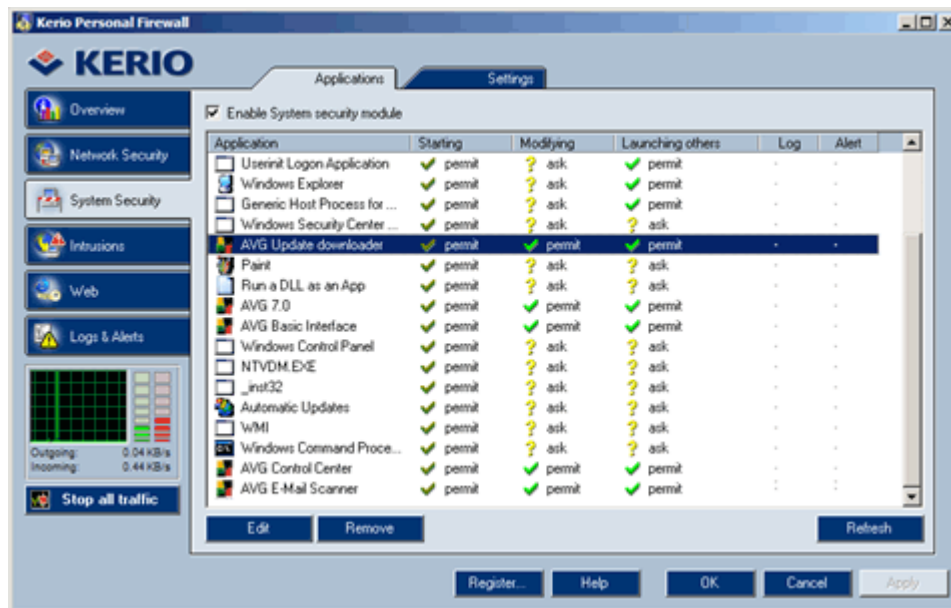 Kerio Personal Firewall
KERIO
Applications Settings
Overview
Network Security
System Security
Intrusions
Web
Logs & Alerts
Outgoing: 0.04 KB/s
Incoming: 0.44 KB/s
Stop all traffic
Enable System security module
Application Starting Modifying Launching others Log Alert
Userinit Logon Application permit ask permit
Windows Explorer permit ask permit
Generic Host Process for ... permit ask permit
Windows Security Center ... permit ask ask
AVG Update downloader permit permit permit
Paint permit ask ask
Run a DLL as an App permit ask ask
AVG 7.0 permit permit permit
AVG Basic Interface permit permit permit
Windows Control Panel permit ask ask
NTVDM.EXE permit ask ask
_inst32 permit ask ask
Automatic Updates permit ask ask
WMI permit ask ask
Windows Command Proce... permit ask ask
AVG Control Center permit permit permit
AVG E-Mail Scanner permit permit permit
Edit Remove Refresh
Register... Help OK Cancel Apply